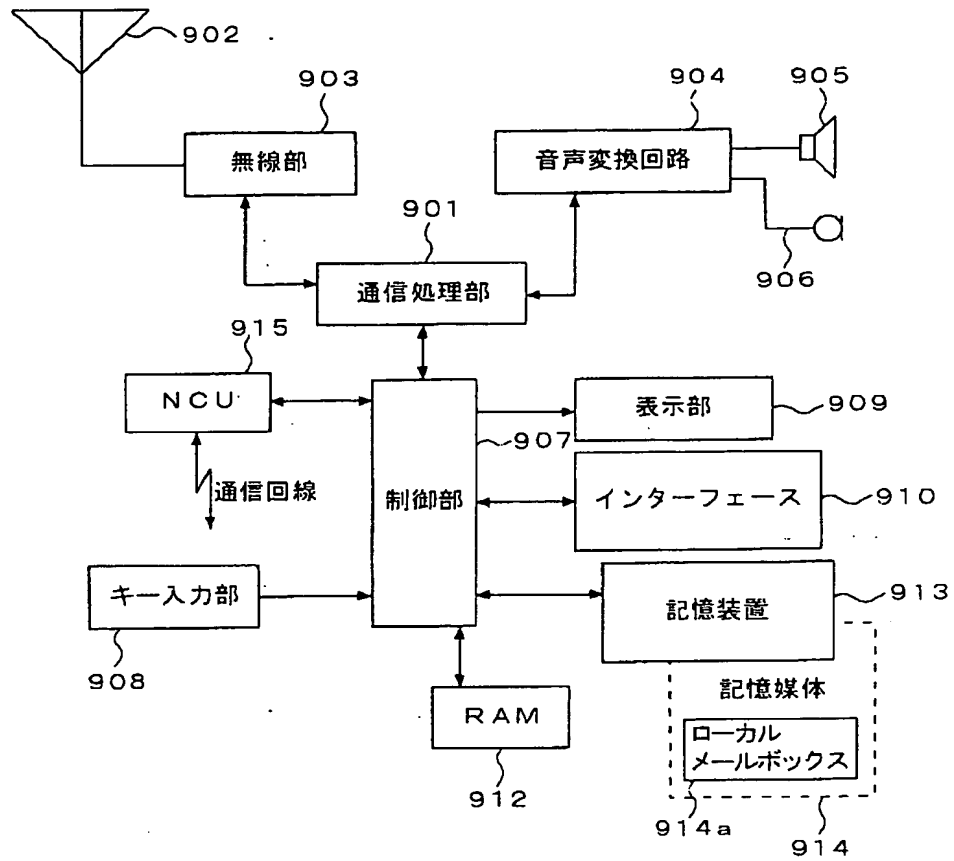 902
903
904
905
無線部
音声変換回路
901
906
通信処理部
915
NCU
表示部
909
907
通信回線
制御部
インターフェース
910
キー入力部
記憶装置
913
908
記憶媒体
RAM
ローカル
メールボックス
912
914a
914